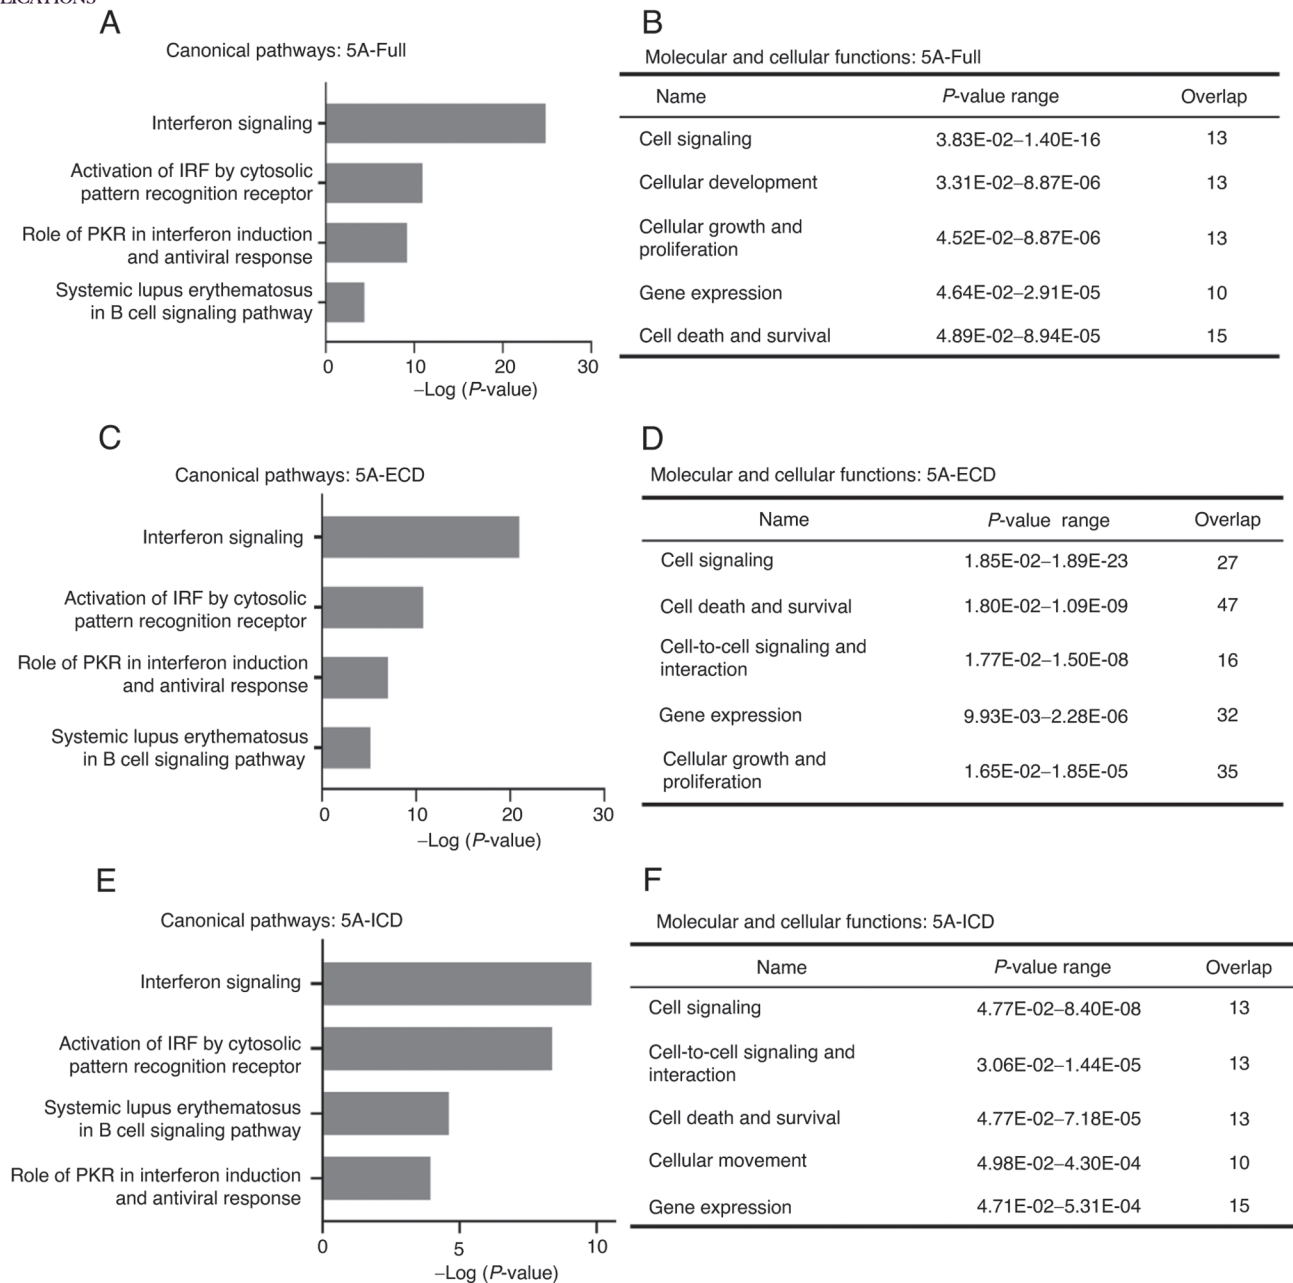 A
Canonical pathways: 5A-Full
Interferon signaling
Activation of IRF by cytosolic
pattern recognition receptor
Role of PKR in interferon induction
and antiviral response
Systemic lupus erythematosus
in B cell signaling pathway
0 10 20 30
–Log (P-value)
B
Molecular and cellular functions: 5A-Full
Name P-value range Overlap
Cell signaling 3.83E-02–1.40E-16 13
Cellular development 3.31E-02–8.87E-06 13
Cellular growth and
proliferation 4.52E-02–8.87E-06 13
Gene expression 4.64E-02–2.91E-05 10
Cell death and survival 4.89E-02–8.94E-05 15
C
Canonical pathways: 5A-ECD
Interferon signaling
Activation of IRF by cytosolic
pattern recognition receptor
Role of PKR in interferon induction
and antiviral response
Systemic lupus erythematosus
in B cell signaling pathway
0 10 20 30
–Log (P-value)
D
Molecular and cellular functions: 5A-ECD
Name P-value range Overlap
Cell signaling 1.85E-02–1.89E-23 27
Cell death and survival 1.80E-02–1.09E-09 47
Cell-to-cell signaling and
interaction 1.77E-02–1.50E-08 16
Gene expression 9.93E-03–2.28E-06 32
Cellular growth and
proliferation 1.65E-02–1.85E-05 35
E
Canonical pathways: 5A-ICD
Interferon signaling
Activation of IRF by cytosolic
pattern recognition receptor
Systemic lupus erythematosus
in B cell signaling pathway
Role of PKR in interferon induction
and antiviral response
0 5 10
–Log (P-value)
F
Molecular and cellular functions: 5A-ICD
Name P-value range Overlap
Cell signaling 4.77E-02–8.40E-08 13
Cell-to-cell signaling and
interaction 3.06E-02–1.44E-05 13
Cell death and survival 4.77E-02–7.18E-05 13
Cellular movement 4.98E-02–4.30E-04 10
Gene expression 4.71E-02–5.31E-04 15